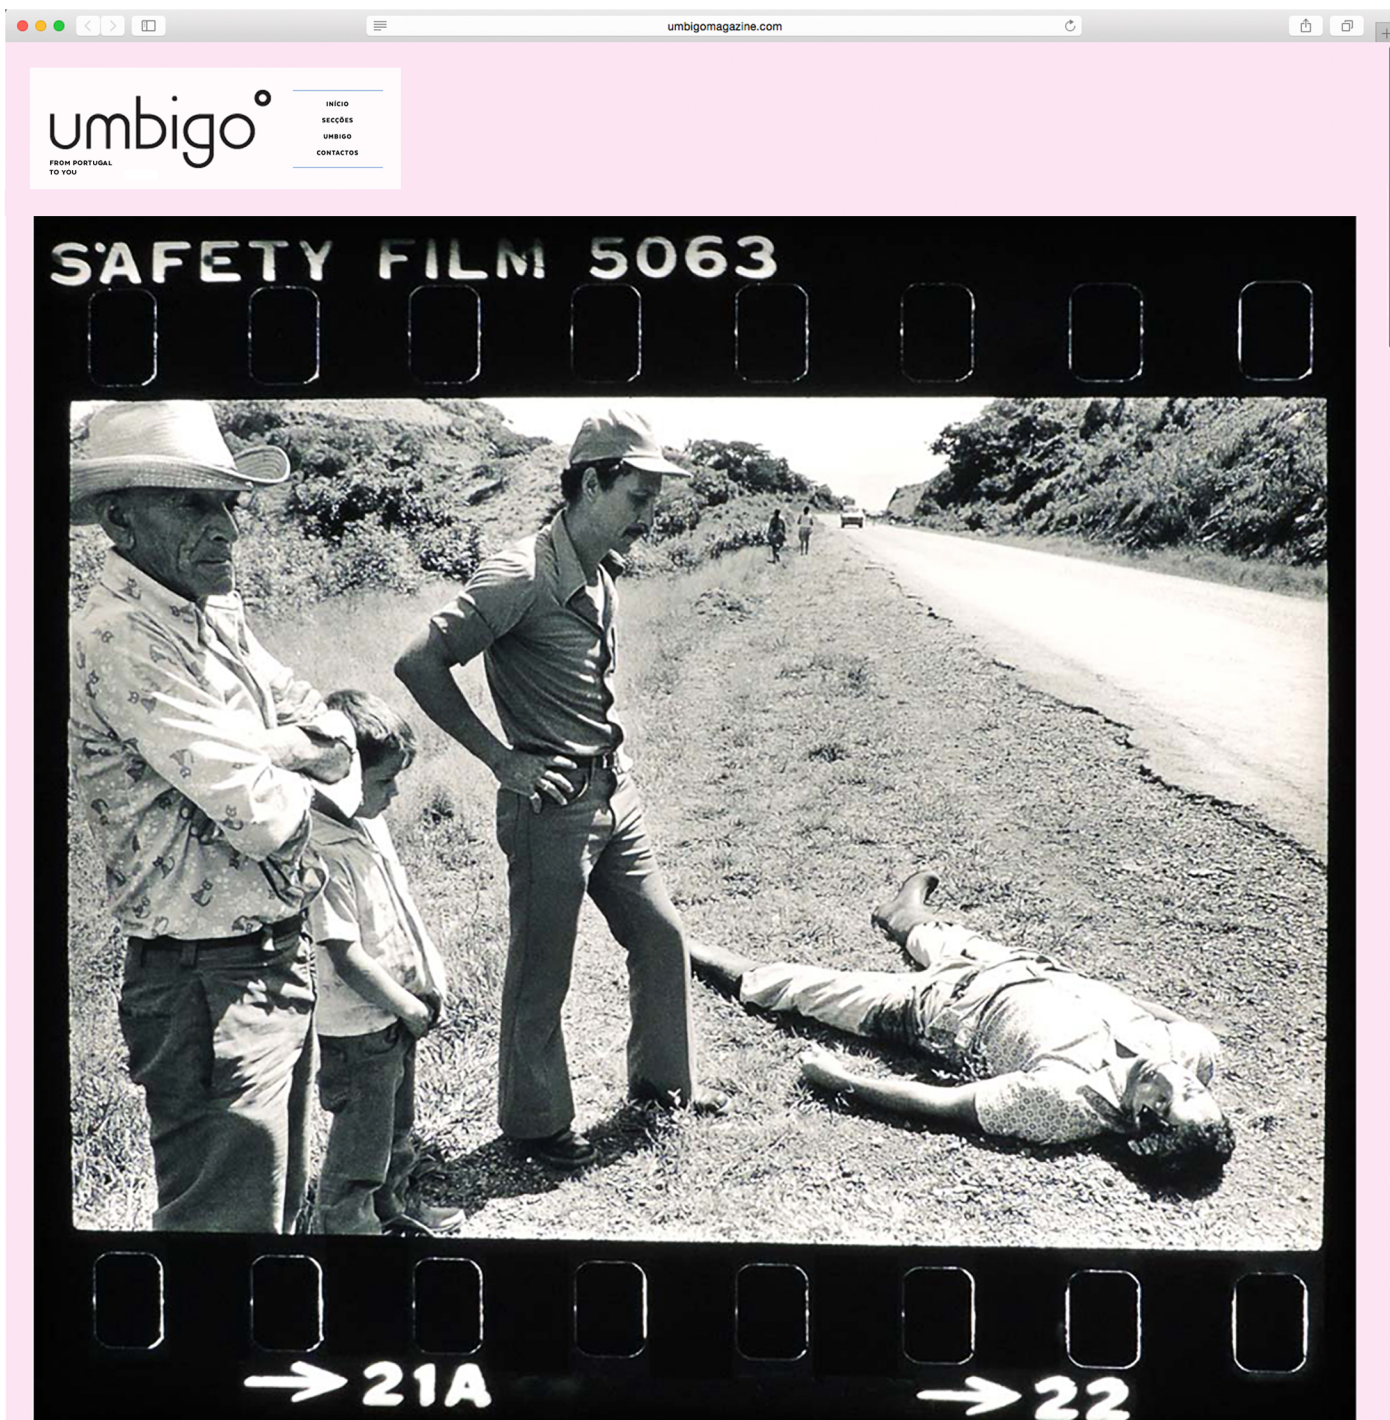 umbigomagazine.com
umbigo°
FROM PORTUGAL
TO YOU
INÍCIO
SECÇÕES
UMBIGO
CONTACTOS
SAFETY FILM 5063
→21A
→22